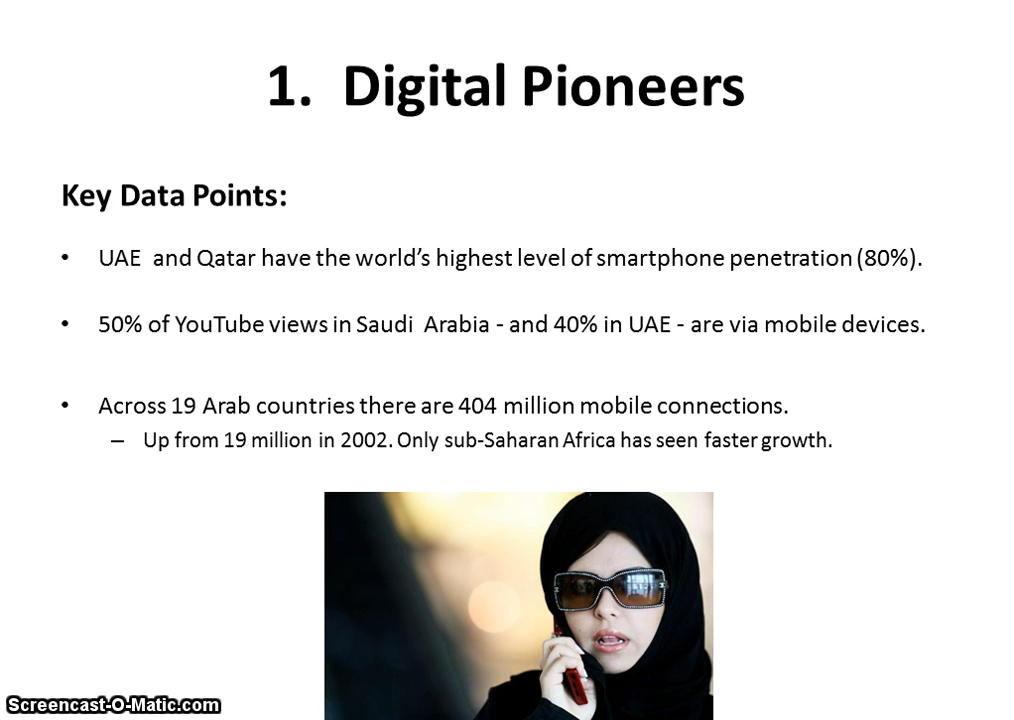 1. Digital Pioneers
Key Data Points:
• UAE and Qatar have the world’s highest level of smartphone penetration (80%).
• 50% of YouTube views in Saudi Arabia - and 40% in UAE - are via mobile devices.
• Across 19 Arab countries there are 404 million mobile connections.
– Up from 19 million in 2002. Only sub-Saharan Africa has seen faster growth.
Screencast-O-Matic.com